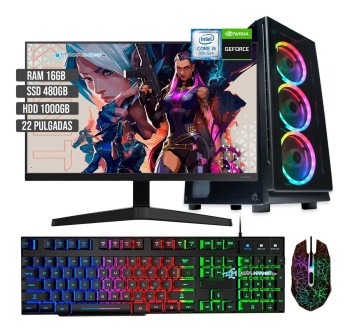 RAM 16GB
SSD 480GB
HDD 1000GB
22 PULGADAS
intel
CORE i5
NVIDIA
GEFORCE